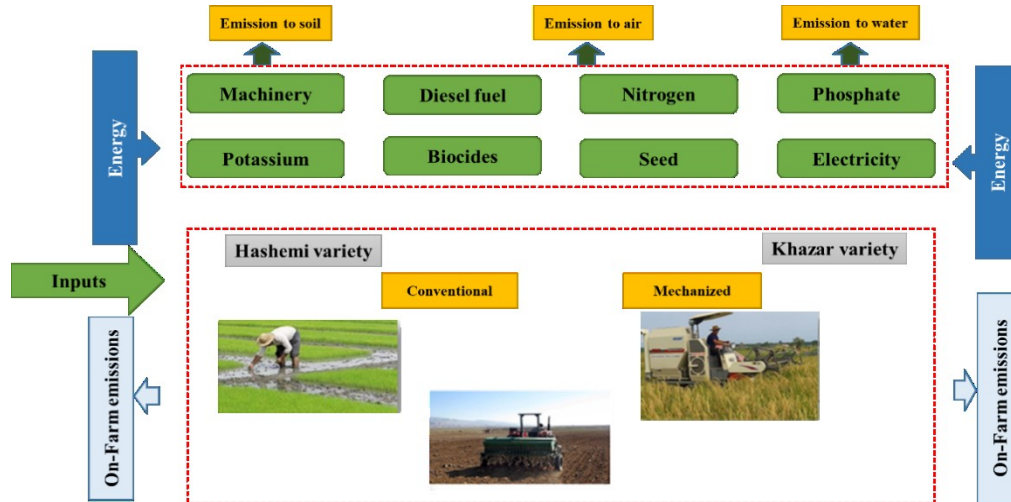 Emission to soil
Emission to air
Emission to water
Energy
Machinery
Diesel fuel
Nitrogen
Phosphate
Energy
Potassium
Biocides
Seed
Electricity
Hashemi variety
Khazar variety
Inputs
Conventional
Mechanized
On-Farm emissions
On-Farm emissions